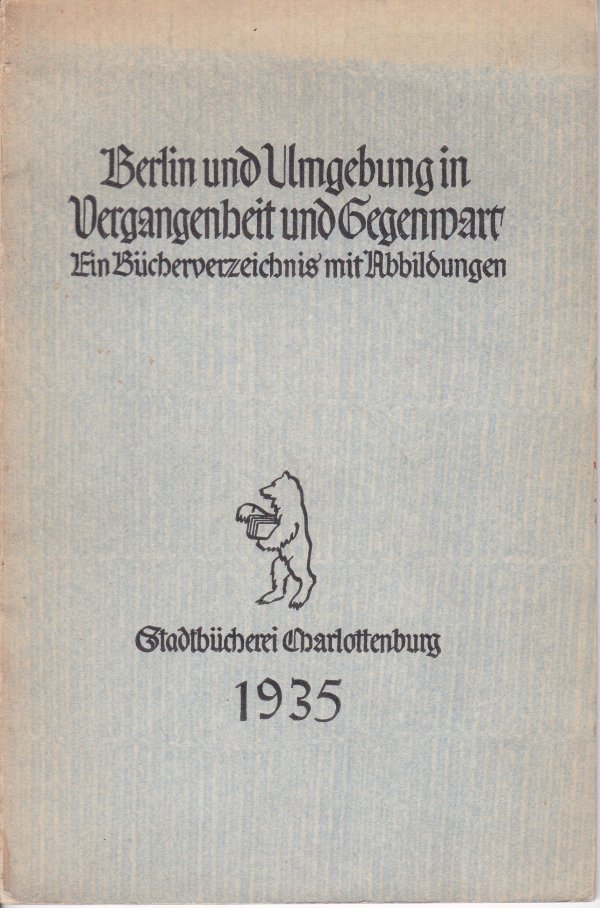 Berlin und Umgebung in
Vergangenheit und Gegenwart
Ein Bücherverzeichnis mit Abbildungen
Stadtbücherei Charlottenburg
1935